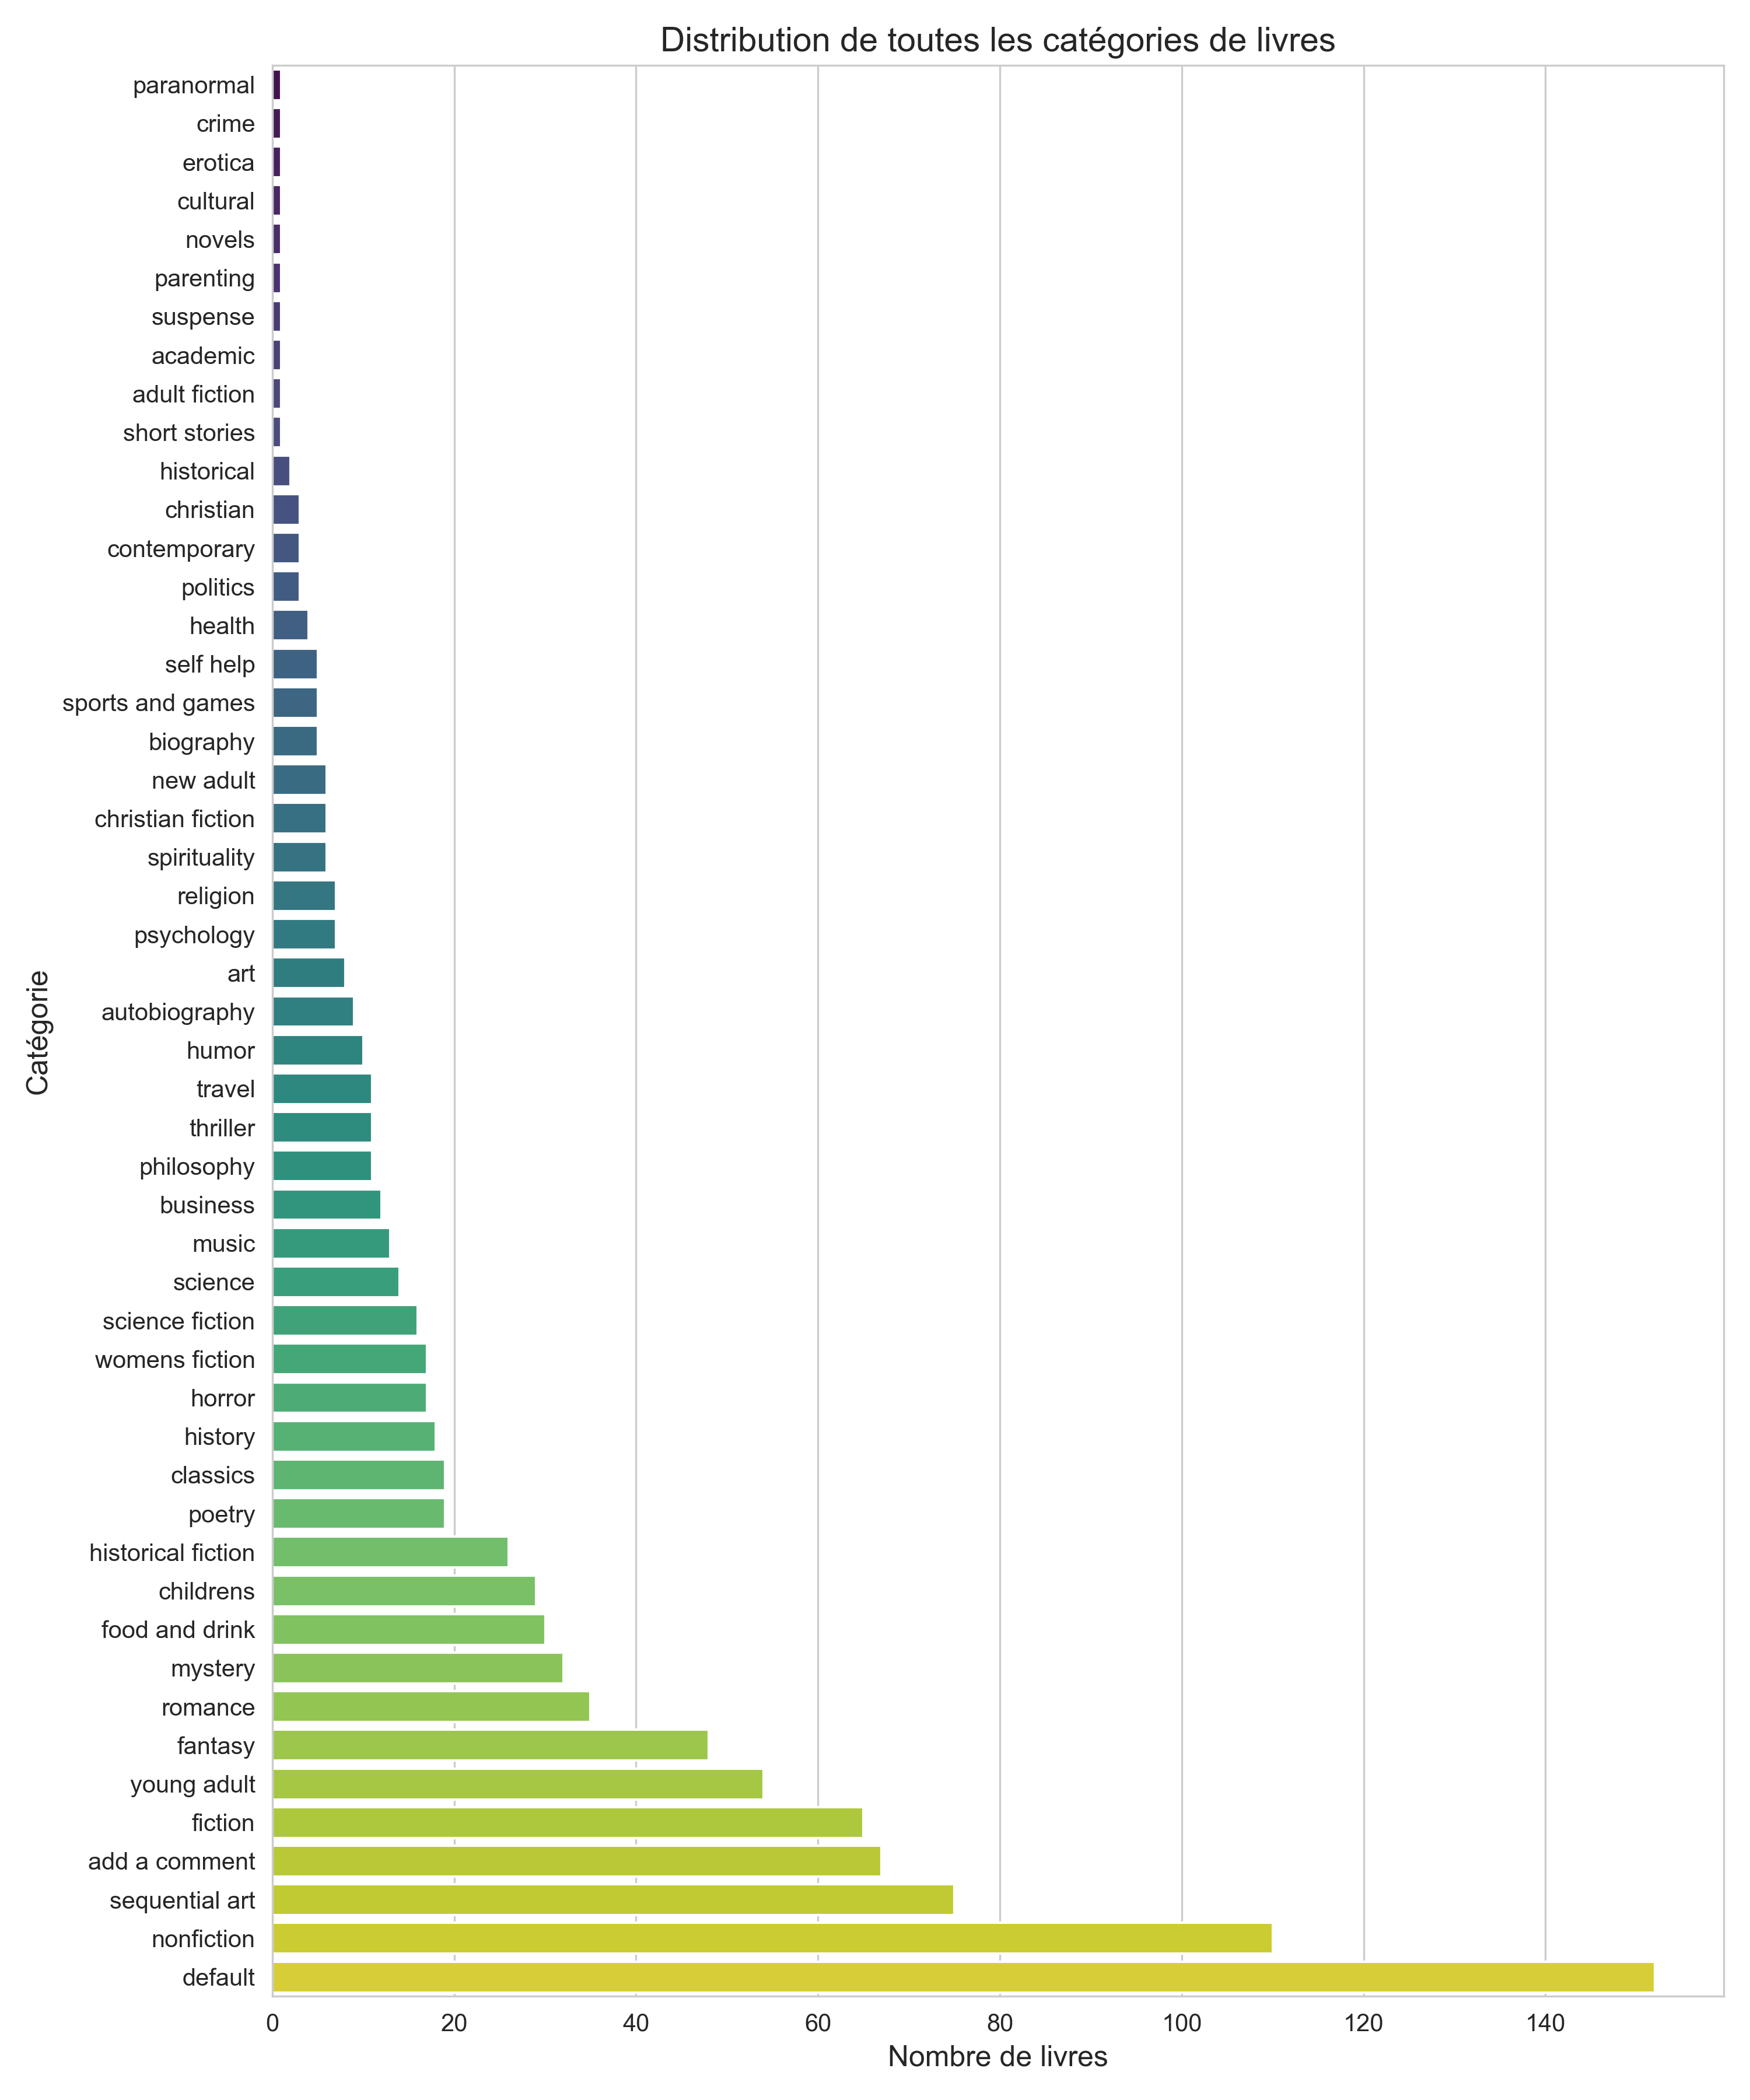 Distribution de toutes les catégories de livres
paranormal
crime
erotica
cultural
novels
parenting
suspense
academic
adult fiction
short stories
historical
christian
contemporary
politics
health
self help
sports and games
biography
new adult
christian fiction
spirituality
religion
psychology
art
autobiography
humor
travel
thriller
philosophy
business
music
science
science fiction
womens fiction
horror
history
classics
poetry
historical fiction
childrens
food and drink
mystery
romance
fantasy
young adult
fiction
add a comment
sequential art
nonfiction
default
Catégorie
0 20 40 60 80 100 120 140
Nombre de livres